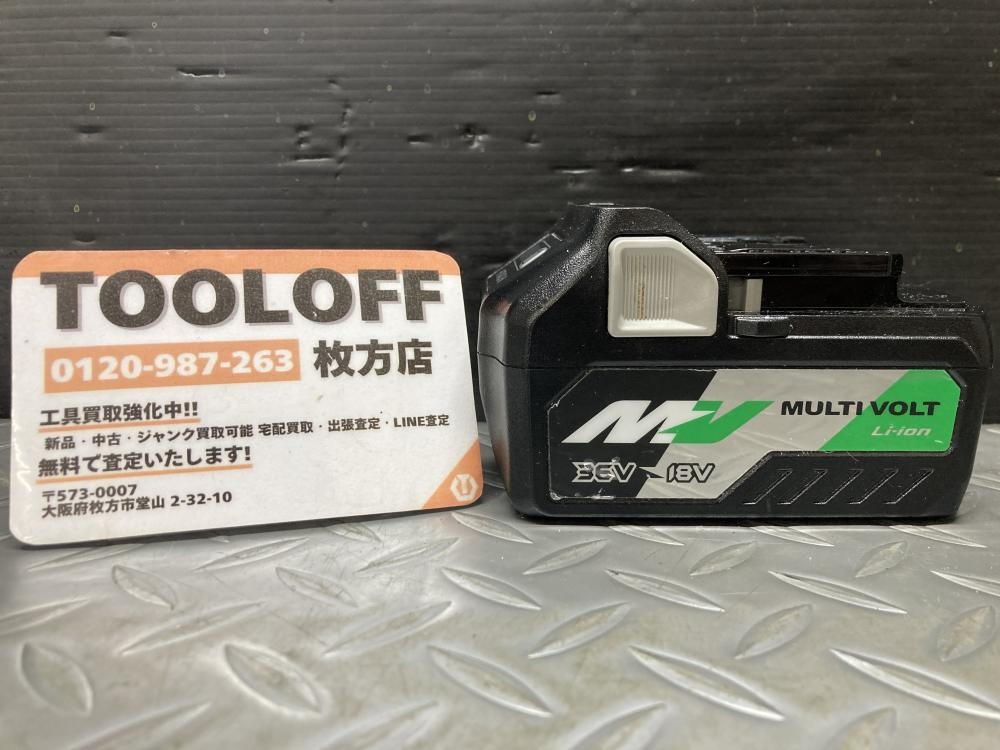 TOOLOFF
0120-987-263 枚方店
工具買取強化中!!
新品・中古・ジャンク買取可能 宅配買取・出張査定・LINE査定
無料で査定いたします!
〒573-0007
大阪府枚方市堂山 2-32-10
MV MULTI VOLT
Li-ion
36V 18V